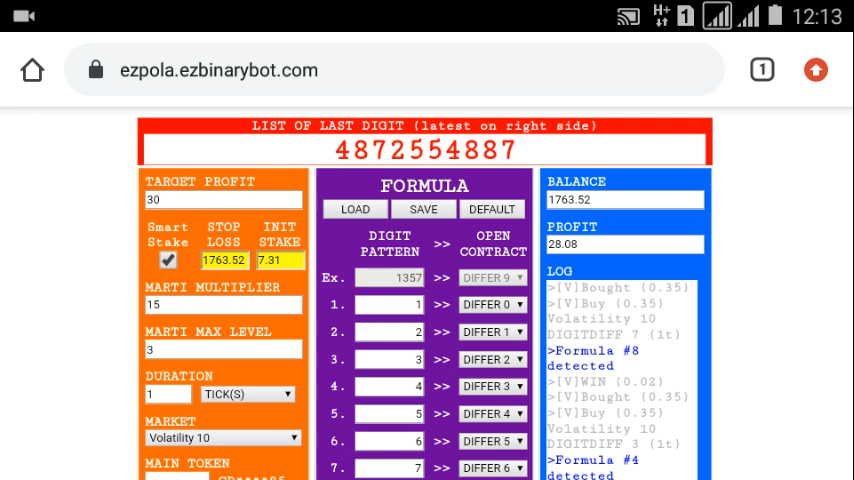 H+ 1 12:13
ezpola.ezbinarybot.com 1
LIST OF LAST DIGIT (latest on right side)
4872554887
TARGET PROFIT
30
Smart Stake
STOP LOSS
INIT STAKE
1763.52
7.31
MARTI MULTIPLIER
15
MARTI MAX LEVEL
3
DURATION
1 TICK(S)
MARKET
Volatility 10
MAIN TOKEN
FORMULA
LOAD SAVE DEFAULT
DIGIT PATTERN >> OPEN CONTRACT
Ex. 1357 >> DIFFER 9
1. 1 >> DIFFER 0
2. 2 >> DIFFER 1
3. 3 >> DIFFER 2
4. 4 >> DIFFER 3
5. 5 >> DIFFER 4
6. 6 >> DIFFER 5
7. 7 >> DIFFER 6
BALANCE
1763.52
PROFIT
28.08
LOG
>[V]Bought (0.35)
>[V]Buy (0.35)
Volatility 10
DIGITDIFF 7 (1t)
>Formula #8
detected
>[V]WIN (0.02)
>[V]Bought (0.35)
>[V]Buy (0.35)
Volatility 10
DIGITDIFF 3 (1t)
>Formula #4
detected